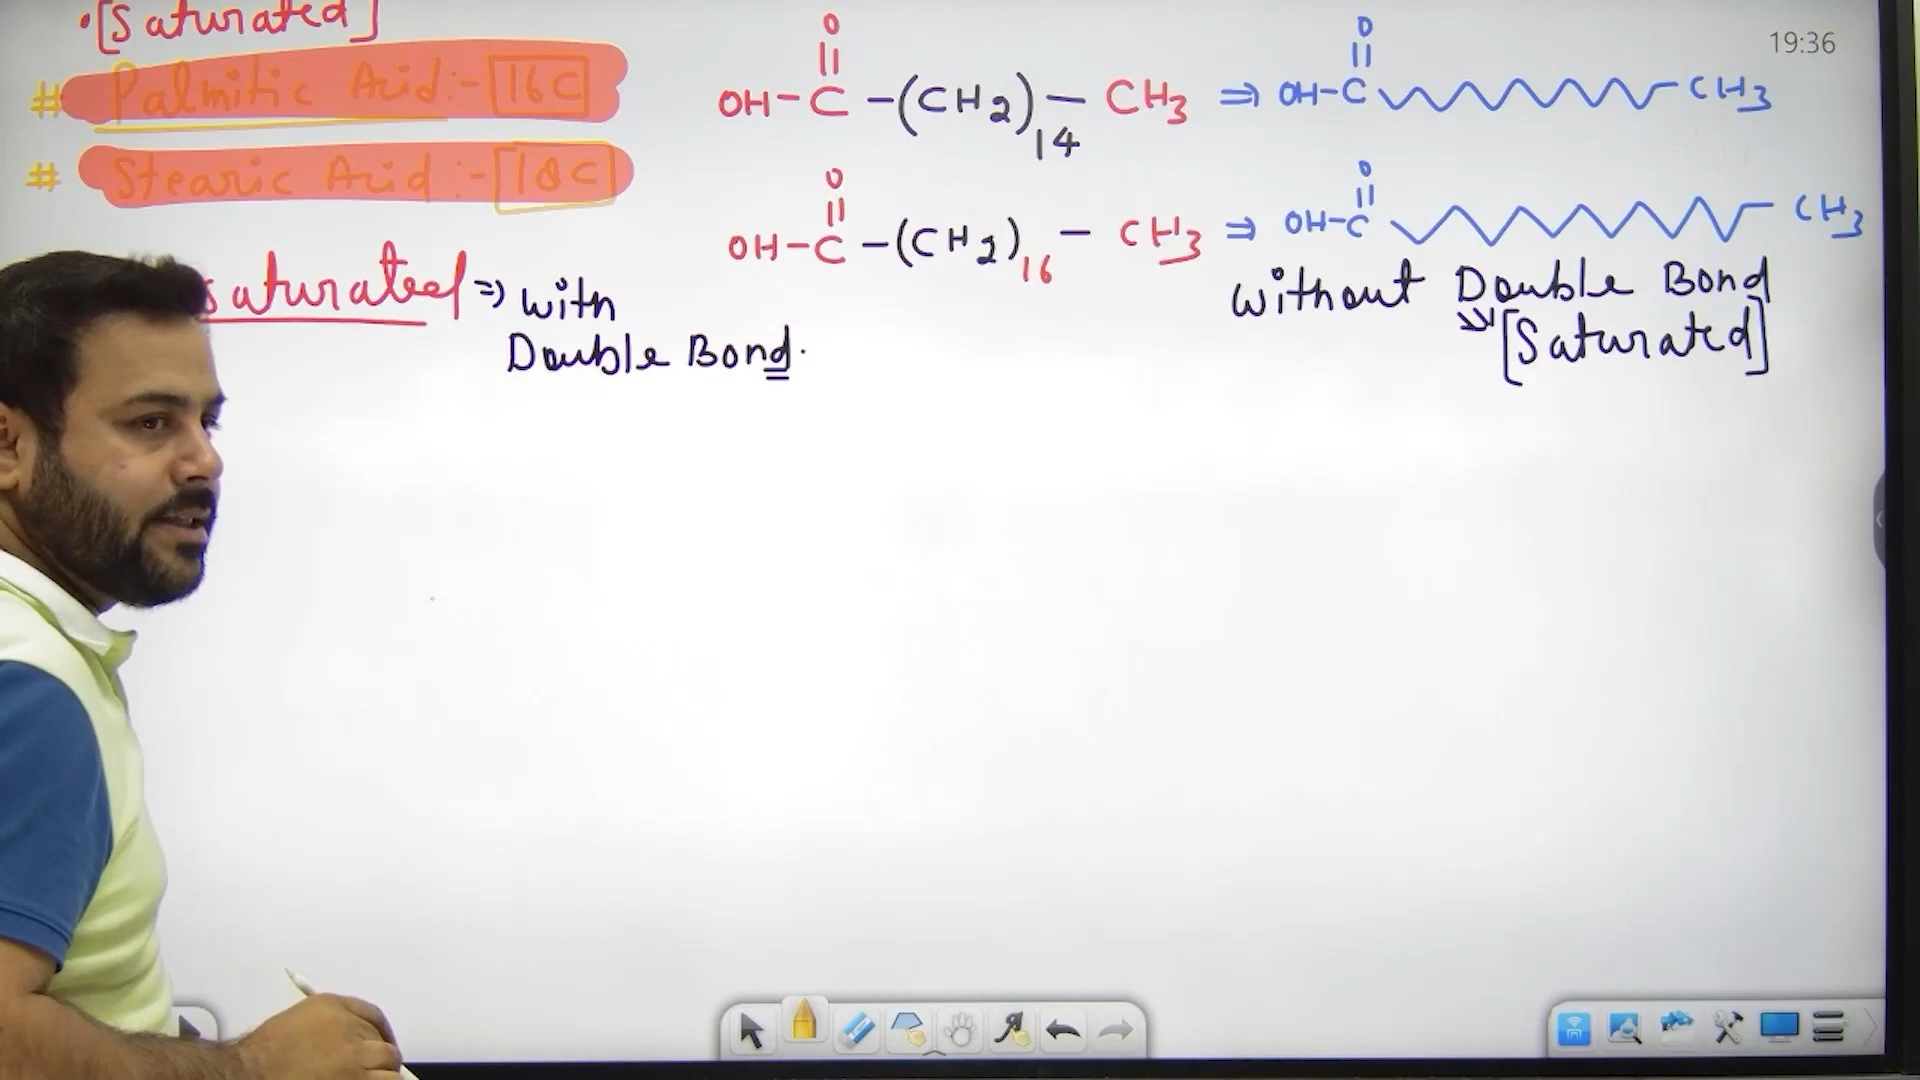 •[Saturated]
# Palmitic Acid:- 16C
OH-C-(CH2)14-CH3 ⇒ OH-C CH3
O O
19:36
# Stearic Acid:- 18C
OH-C-(CH2)16-CH3 ⇒ OH-C CH3
O O
saturated ⇒ with
Double Bond.
without Double Bond
[Saturated]